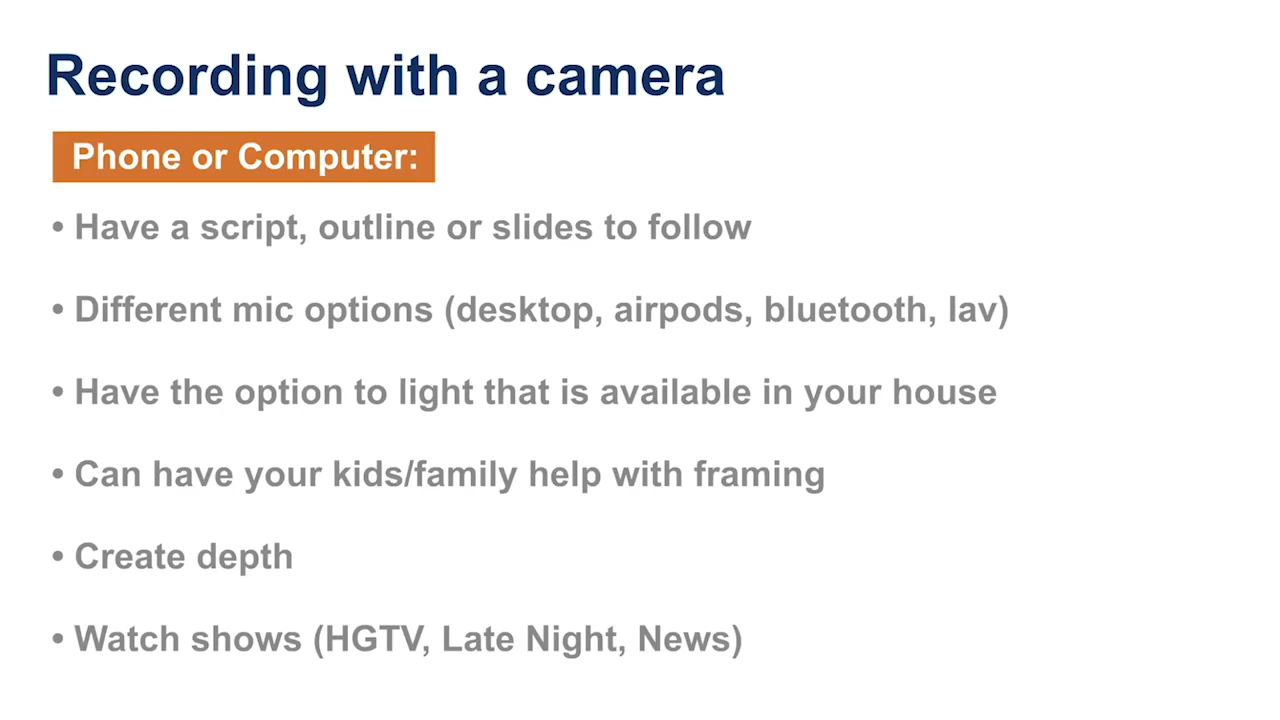 Recording with a camera
Phone or Computer:
• Have a script, outline or slides to follow
• Different mic options (desktop, airpods, bluetooth, lav)
• Have the option to light that is available in your house
• Can have your kids/family help with framing
• Create depth
• Watch shows (HGTV, Late Night, News)